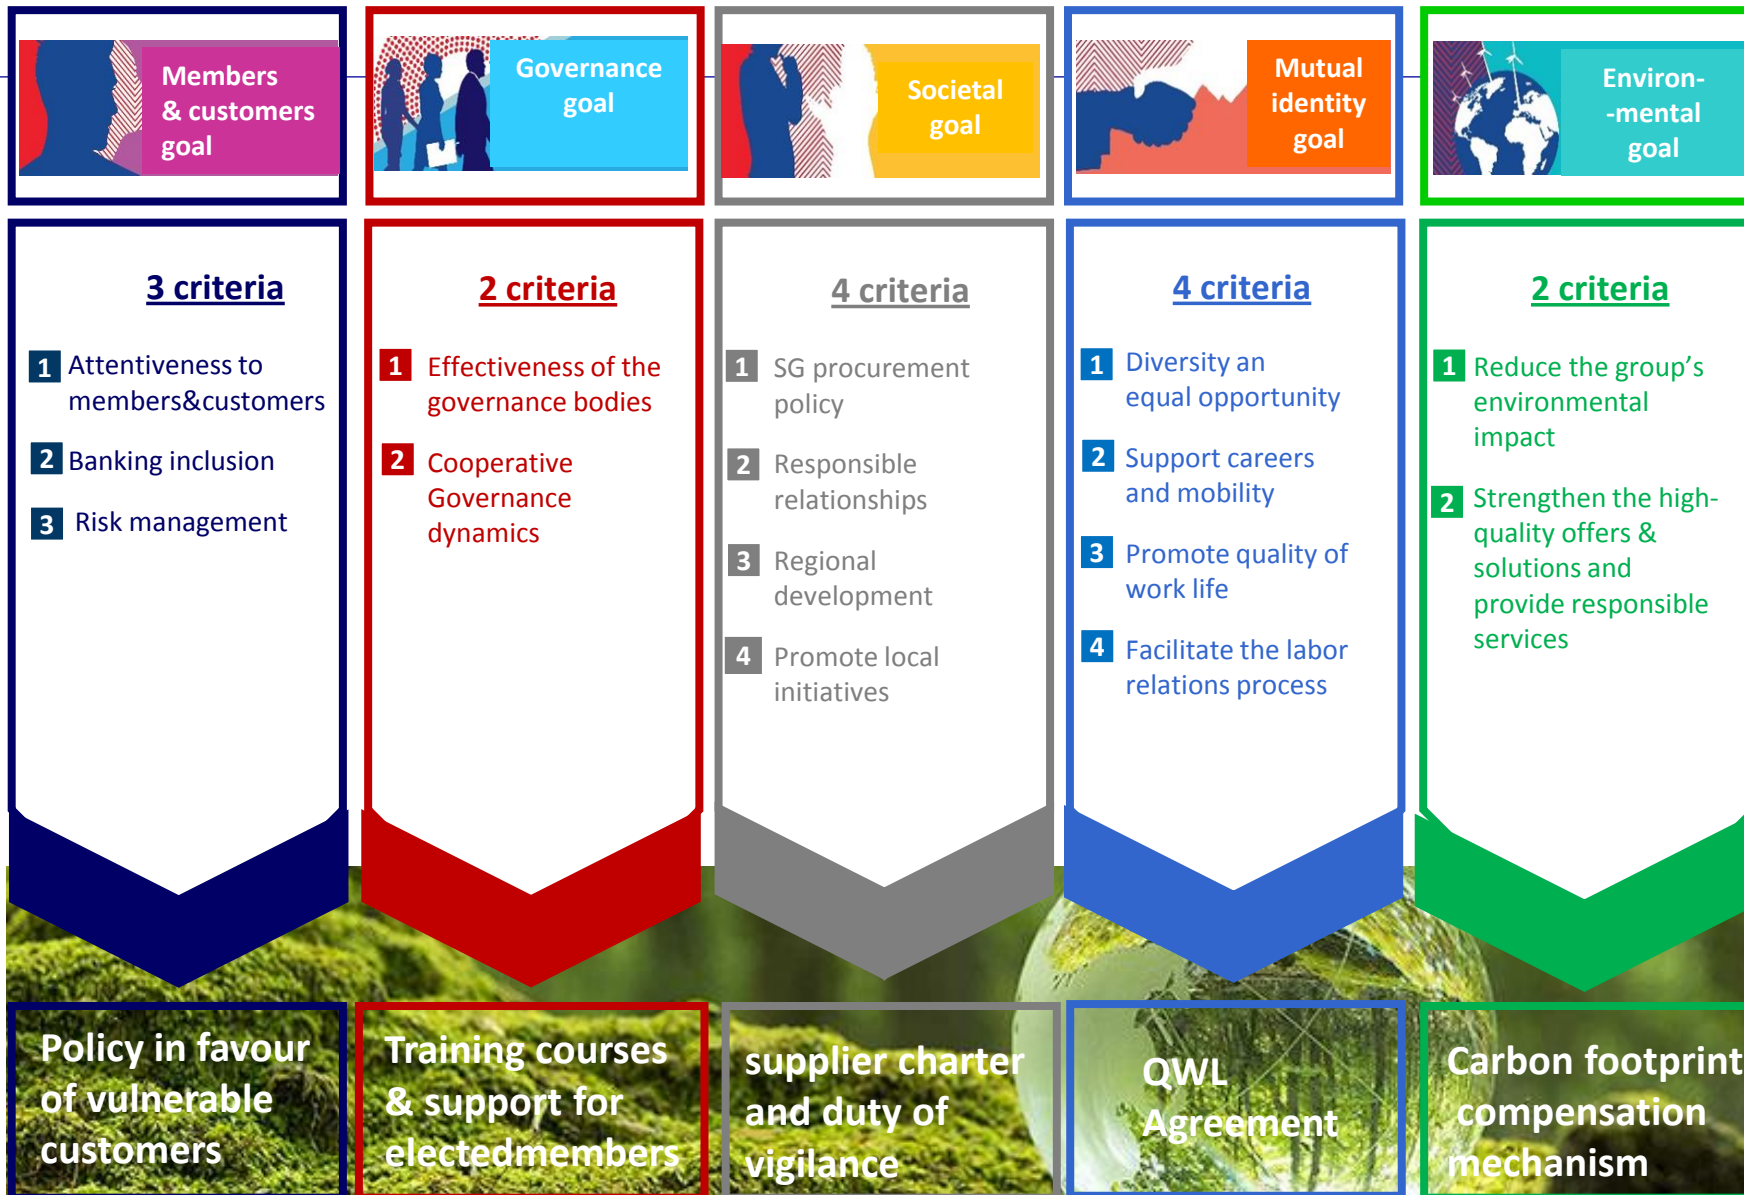 Members
& customers
goal
Governance
goal
Societal
goal
Mutual
identity
goal
Environ-
-mental
goal
3 criteria
1 Attentiveness to
members&customers
2 Banking inclusion
3 Risk management
2 criteria
1 Effectiveness of the
governance bodies
2 Cooperative
Governance
dynamics
4 criteria
1 SG procurement
policy
2 Responsible
relationships
3 Regional
development
4 Promote local
initiatives
4 criteria
1 Diversity an
equal opportunity
2 Support careers
and mobility
3 Promote quality of
work life
4 Facilitate the labor
relations process
2 criteria
1 Reduce the group’s
environmental
impact
2 Strengthen the high-
quality offers &
solutions and
provide responsible
services
Policy in favour
of vulnerable
customers
Training courses
& support for
electedmembers
supplier charter
and duty of
vigilance
QWL
Agreement
Carbon footprint
compensation
mechanism